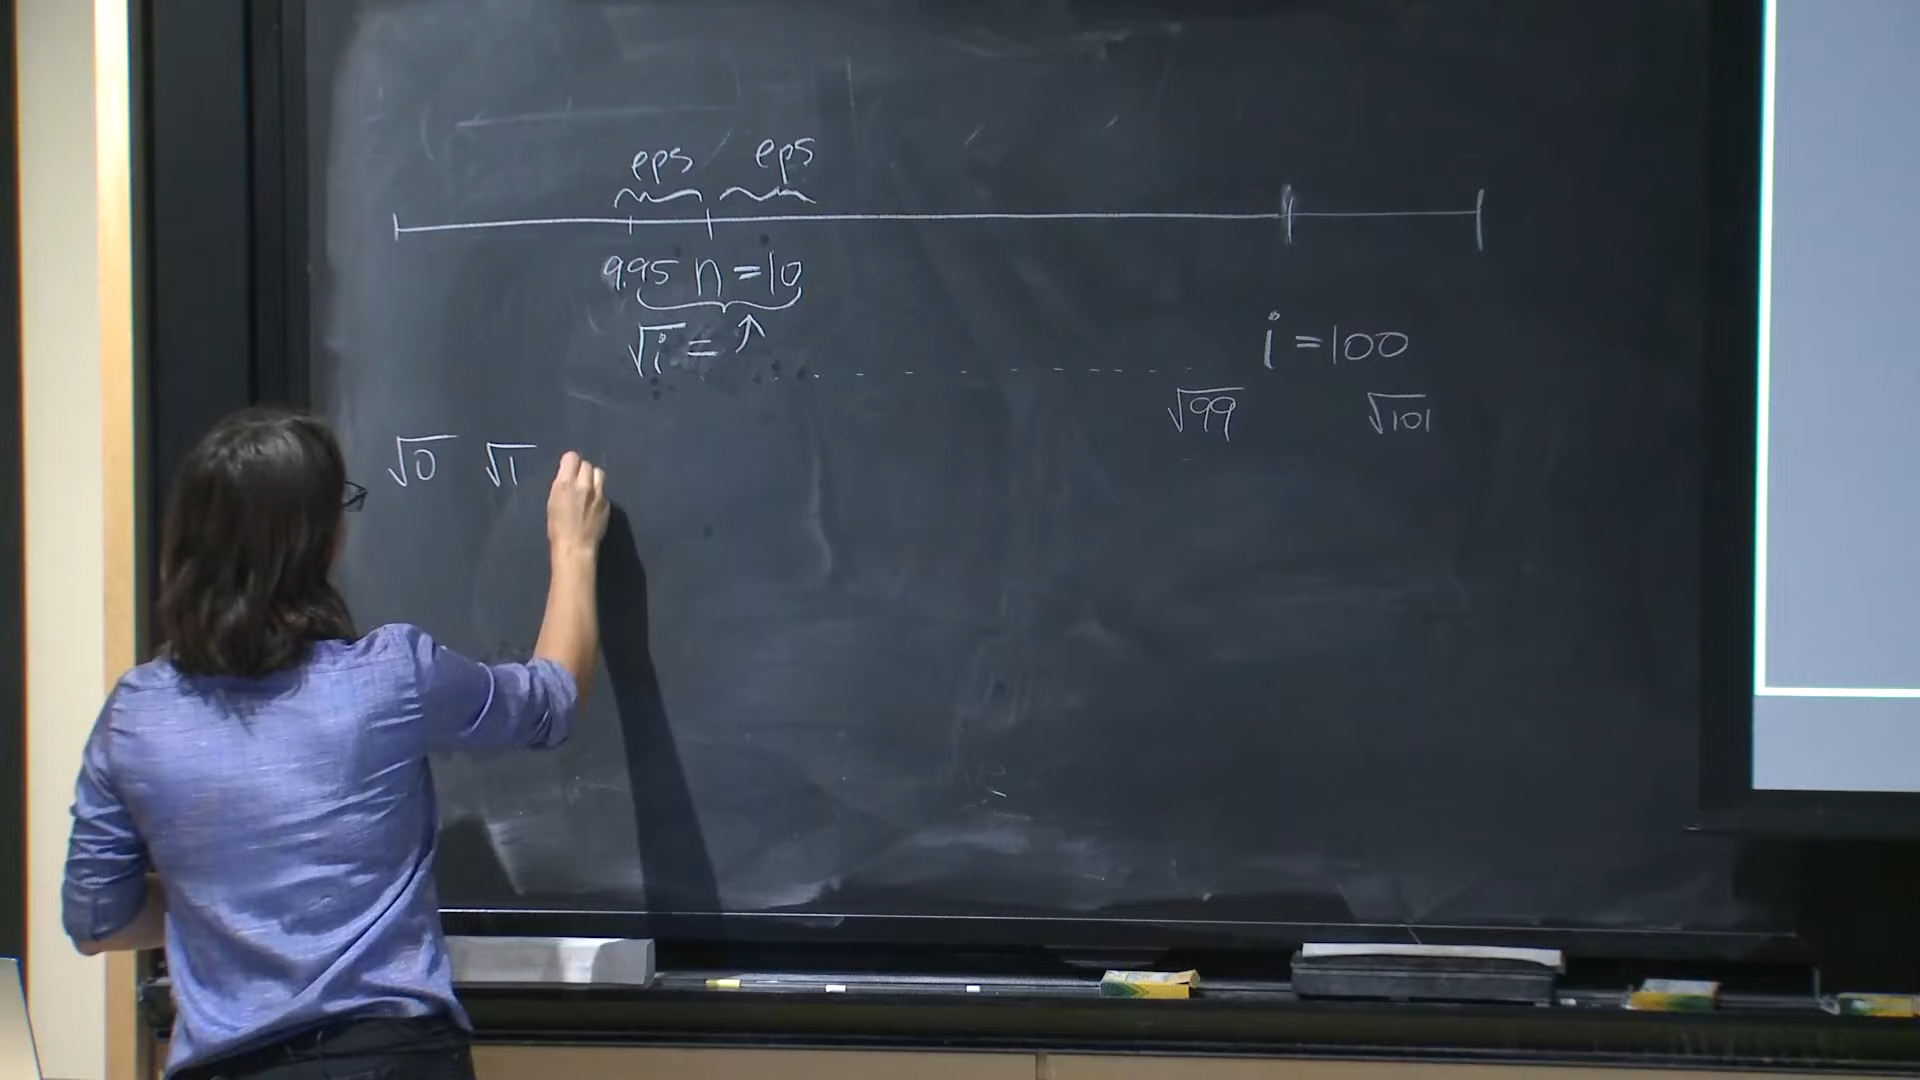 eps eps
9.95 n=10
√i = ↑
i = 100
√99 √101
√0 √1